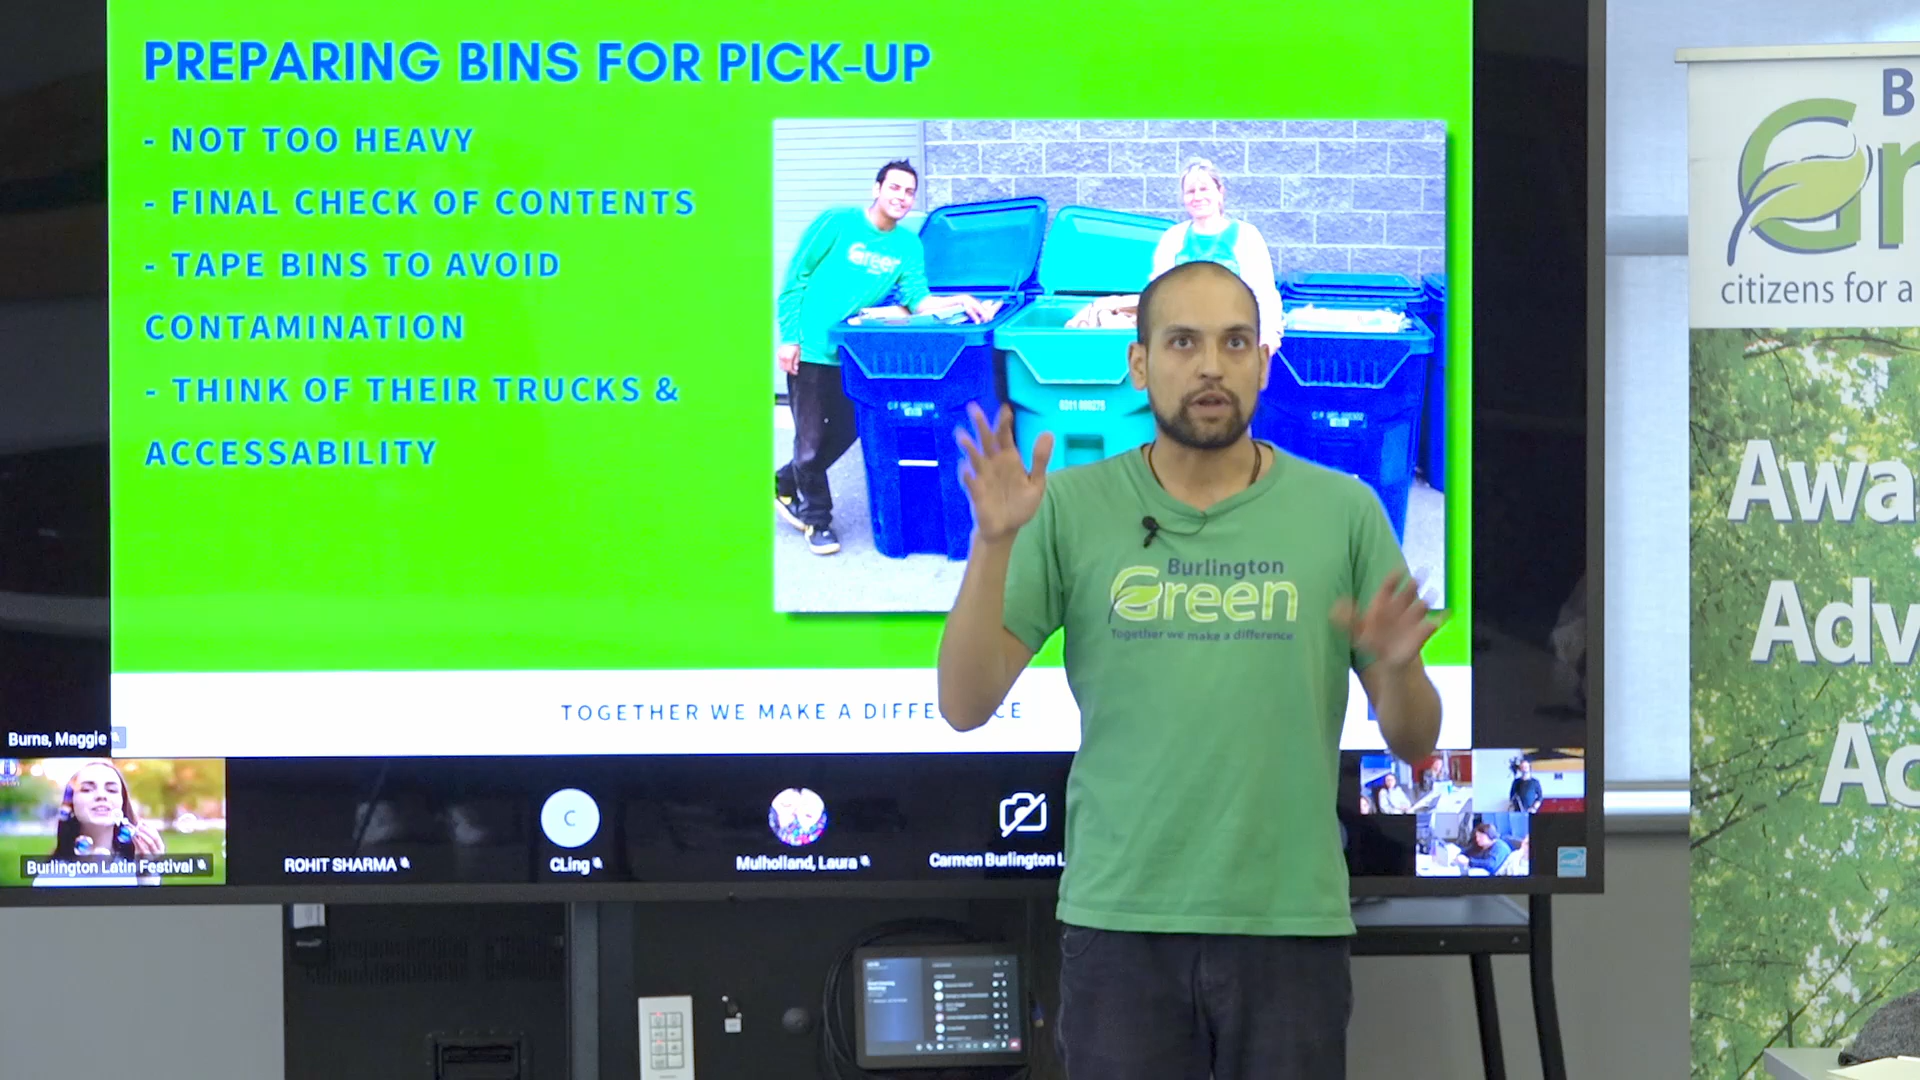 PREPARING BINS FOR PICK-UP
- NOT TOO HEAVY
- FINAL CHECK OF CONTENTS
- TAPE BINS TO AVOID
CONTAMINATION
- THINK OF THEIR TRUCKS &
ACCESSABILITY
Green
TOGETHER WE MAKE A DIFFE CE
Burns, Maggie
Burlington Latin Festival
ROHIT SHARMA
C
CLing
Mulholland, Laura
Carmen Burlington L
Burlington
Green
Together we make a difference
B
Gr
citizens for a
Awa
Adv
Ac